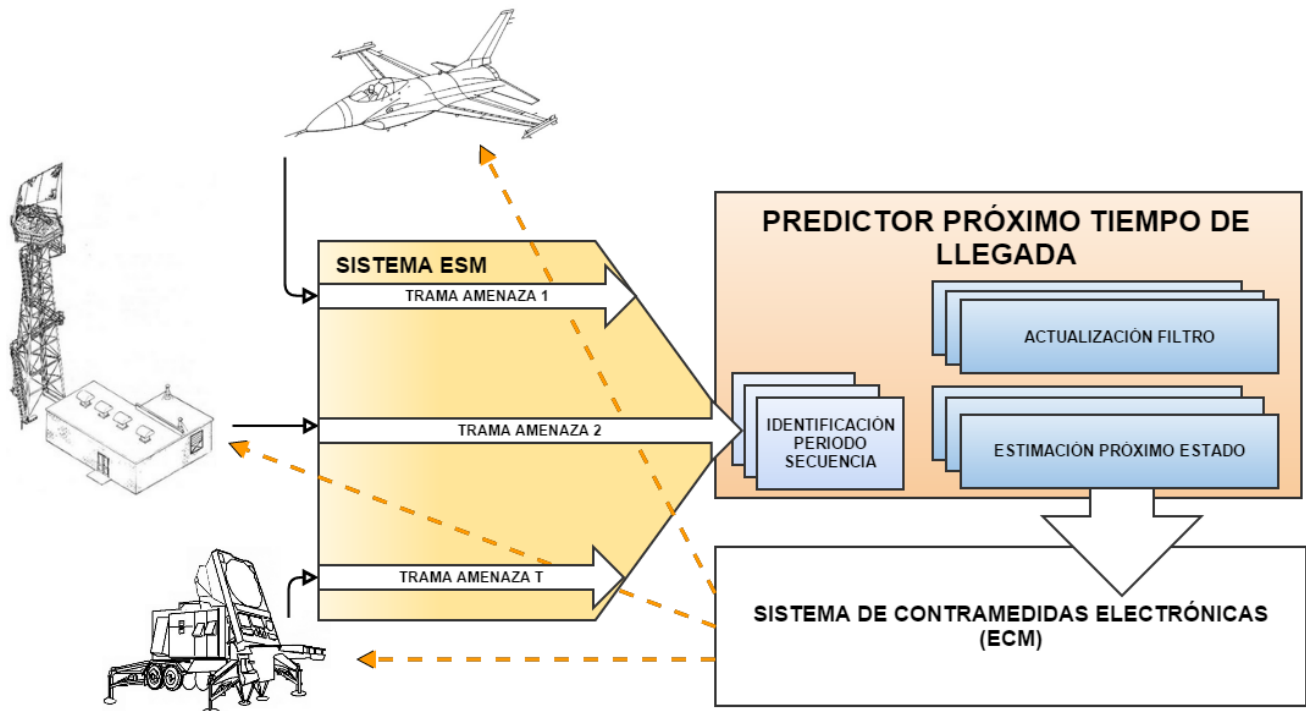 PREDICTOR PRÓXIMO TIEMPO DE
LLEGADA
SISTEMA ESM
TRAMA AMENAZA 1
ACTUALIZACIÓN FILTRO
TRAMA AMENAZA 2
IDENTIFICACIÓN
PERIODO
SECUENCIA
ESTIMACIÓN PRÓXIMO ESTADO
TRAMA AMENAZA T
SISTEMA DE CONTRAMEDIDAS ELECTRÓNICAS
(ECM)